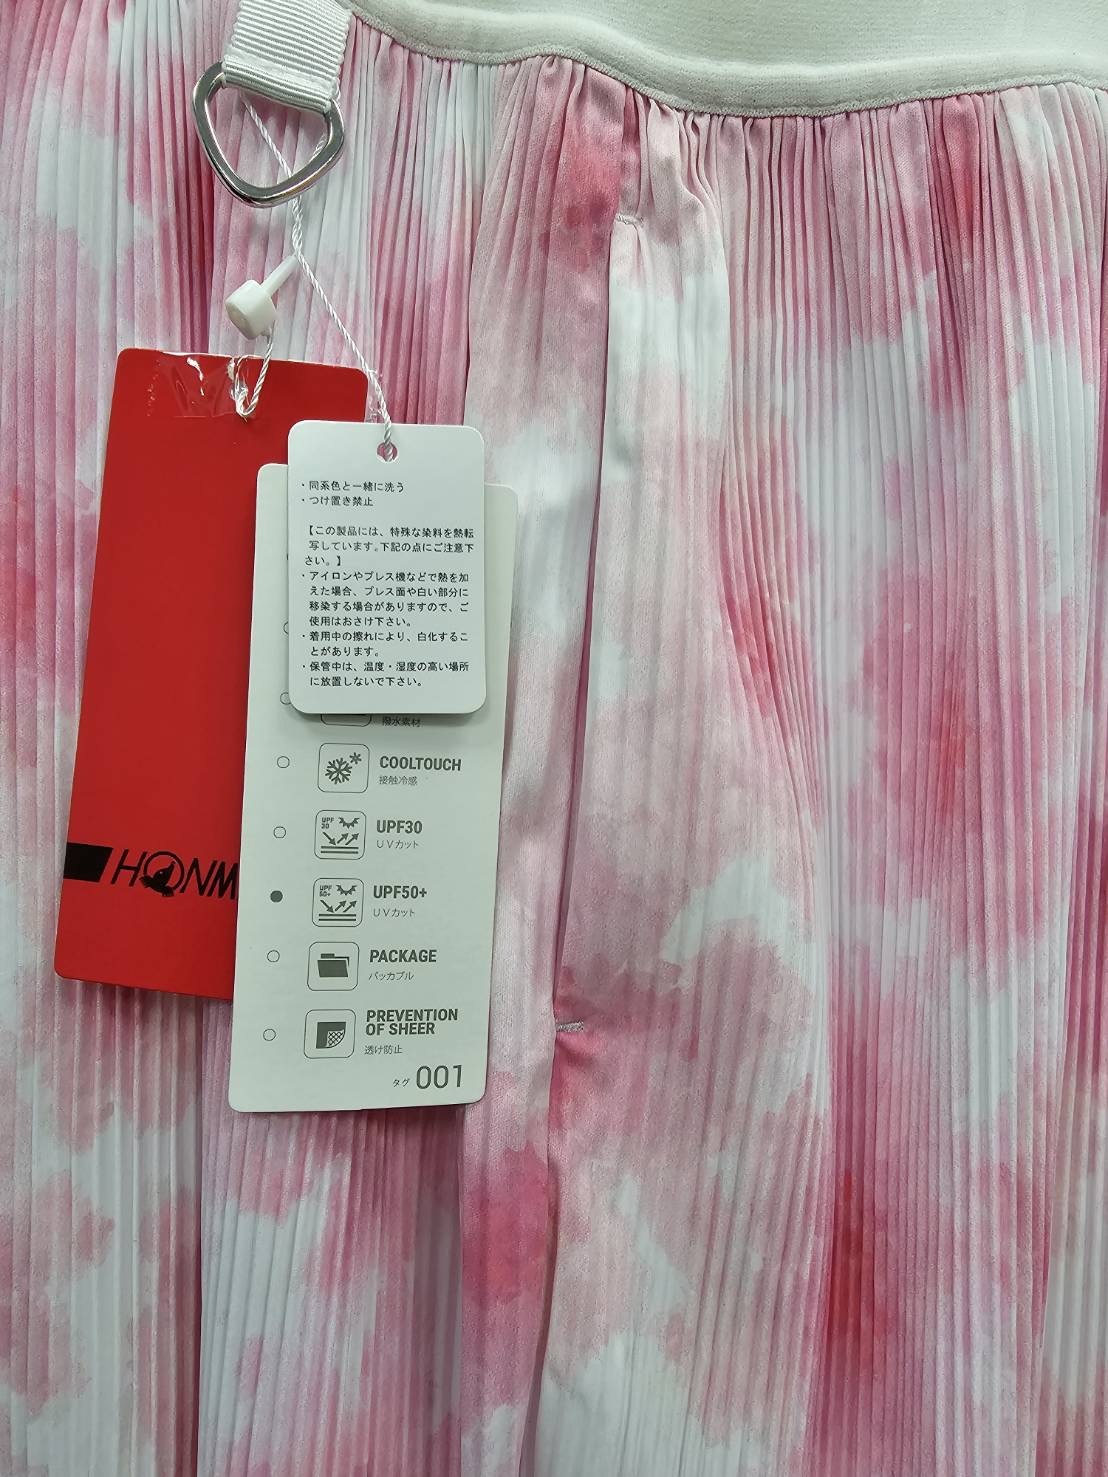 ・同系色と一緒に洗う
・つけ置き禁止
【この製品には、特殊な染料を熱転
写しています。下記の点にご注意下
さい。】
・アイロンやプレス機などで熱を加
えた場合、プレス面や白い部分に
移染する場合がありますので、ご
使用はおさけ下さい。
・着用中の擦れにより、白化するこ
とがあります。
・保管中は、温度・湿度の高い場所
に放置しないで下さい。
撥水素材
COOLTOUCH
接触冷感
UPF
30
UPF30
UVカット
UPF
50+
UPF50+
UVカット
PACKAGE
パッカブル
PREVENTION
OF SHEER
透け防止
タグ 001
HONM